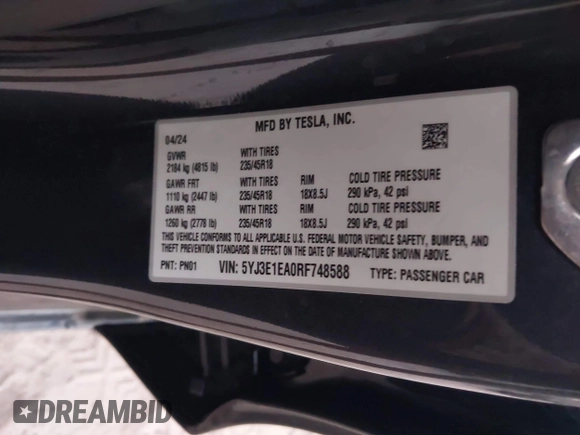 MFD BY TESLA, INC.
04/24
GVWR WITH TIRES
2184 kg (4815 lb) 235/45R18
GAWR FRT WITH TIRES RIM COLD TIRE PRESSURE
1110 kg (2447 lb) 235/45R18 18X8.5J 290 kPa, 42 psi
GAWR RR WITH TIRES RIM COLD TIRE PRESSURE
1260 kg (2778 lb) 235/45R18 18X8.5J 290 kPa, 42 psi
THIS VEHICLE CONFORMS TO ALL APPLICABLE U.S. FEDERAL MOTOR VEHICLE SAFETY, BUMPER, AND
THEFT PREVENTION STANDARDS IN EFFECT ON THE DATE OF MANUFACTURE SHOWN ABOVE.
PNT: PN01 VIN: 5YJ3E1EA0RF748588 TYPE: PASSENGER CAR
DREAMBID